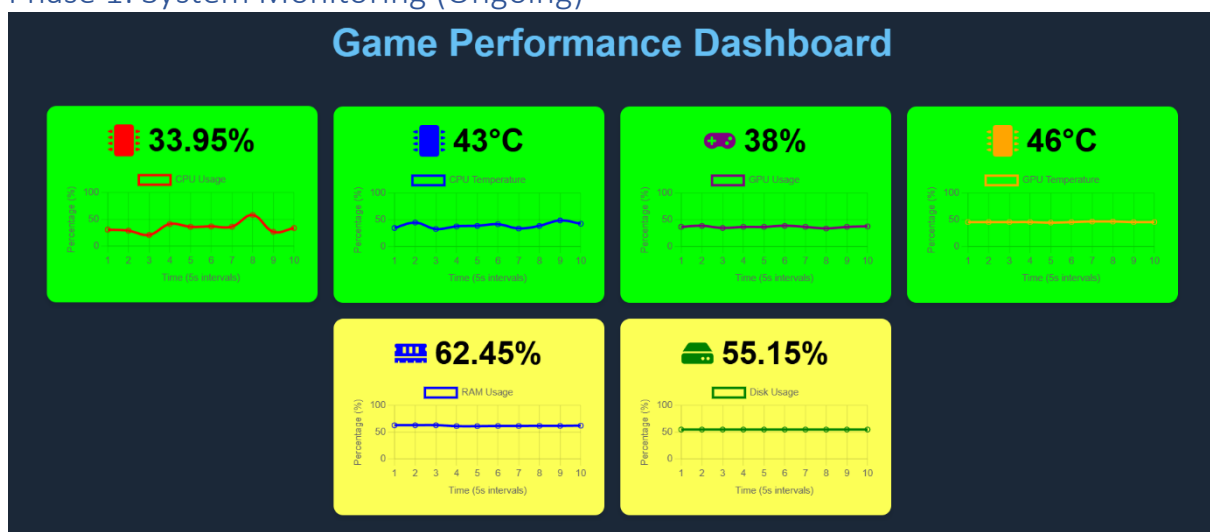 Phase 1: System Monitoring (Ongoing)
Game Performance Dashboard
33.95%
CPU Usage
Percentage (%)
100
50
0
1 2 3 4 5 6 7 8 9 10
Time (5s intervals)
43°C
CPU Temperature
Percentage (%)
100
50
0
1 2 3 4 5 6 7 8 9 10
Time (5s intervals)
38%
GPU Usage
Percentage (%)
100
50
0
1 2 3 4 5 6 7 8 9 10
Time (5s intervals)
46°C
GPU Temperature
Percentage (%)
100
50
0
1 2 3 4 5 6 7 8 9 10
Time (5s intervals)
62.45%
RAM Usage
Percentage (%)
100
50
0
1 2 3 4 5 6 7 8 9 10
Time (5s intervals)
55.15%
Disk Usage
Percentage (%)
100
50
0
1 2 3 4 5 6 7 8 9 10
Time (5s intervals)